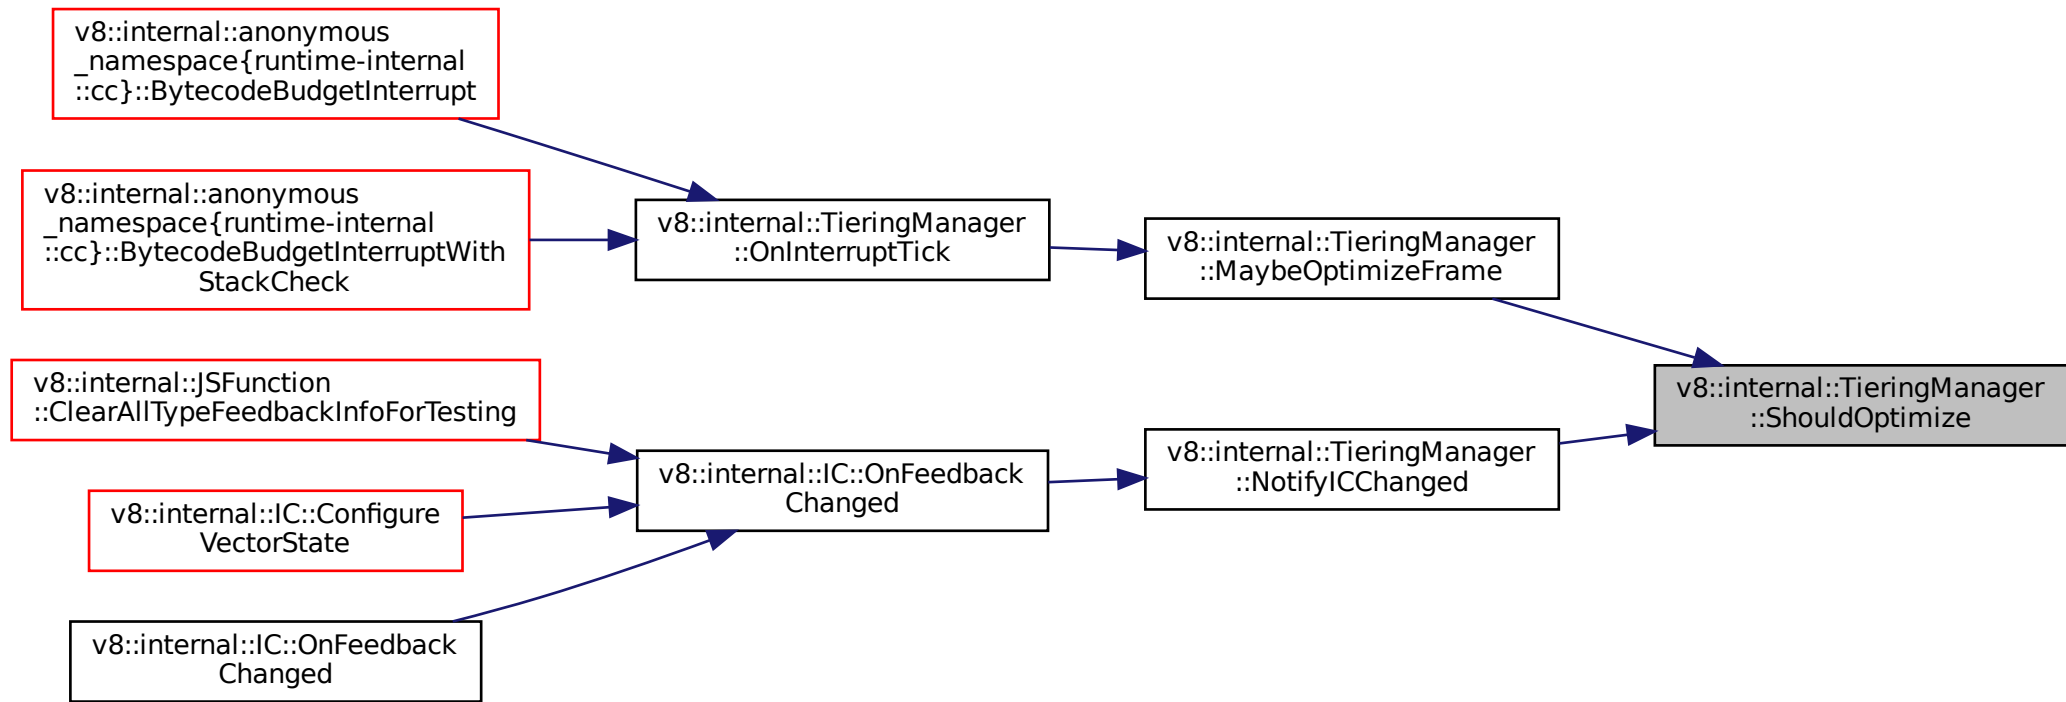 v8::internal::anonymous
_namespace{runtime-internal
::cc}::BytecodeBudgetInterrupt
v8::internal::anonymous
_namespace{runtime-internal
::cc}::BytecodeBudgetInterruptWith
StackCheck
v8::internal::JSFunction
::ClearAllTypeFeedbackInfoForTesting
v8::internal::IC::Configure
VectorState
v8::internal::IC::OnFeedback
Changed
v8::internal::TieringManager
::OnInterruptTick
v8::internal::IC::OnFeedback
Changed
v8::internal::TieringManager
::MaybeOptimizeFrame
v8::internal::TieringManager
::NotifyICChanged
v8::internal::TieringManager
::ShouldOptimize